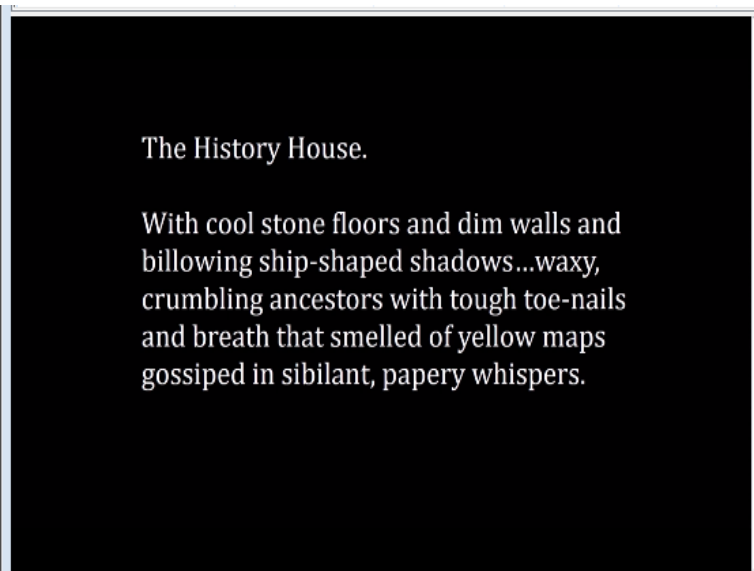 The History House.
With cool stone floors and dim walls and
billowing ship-shaped shadows...waxy,
crumbling ancestors with tough toe-nails
and breath that smelled of yellow maps
gossiped in sibilant, papery whispers.